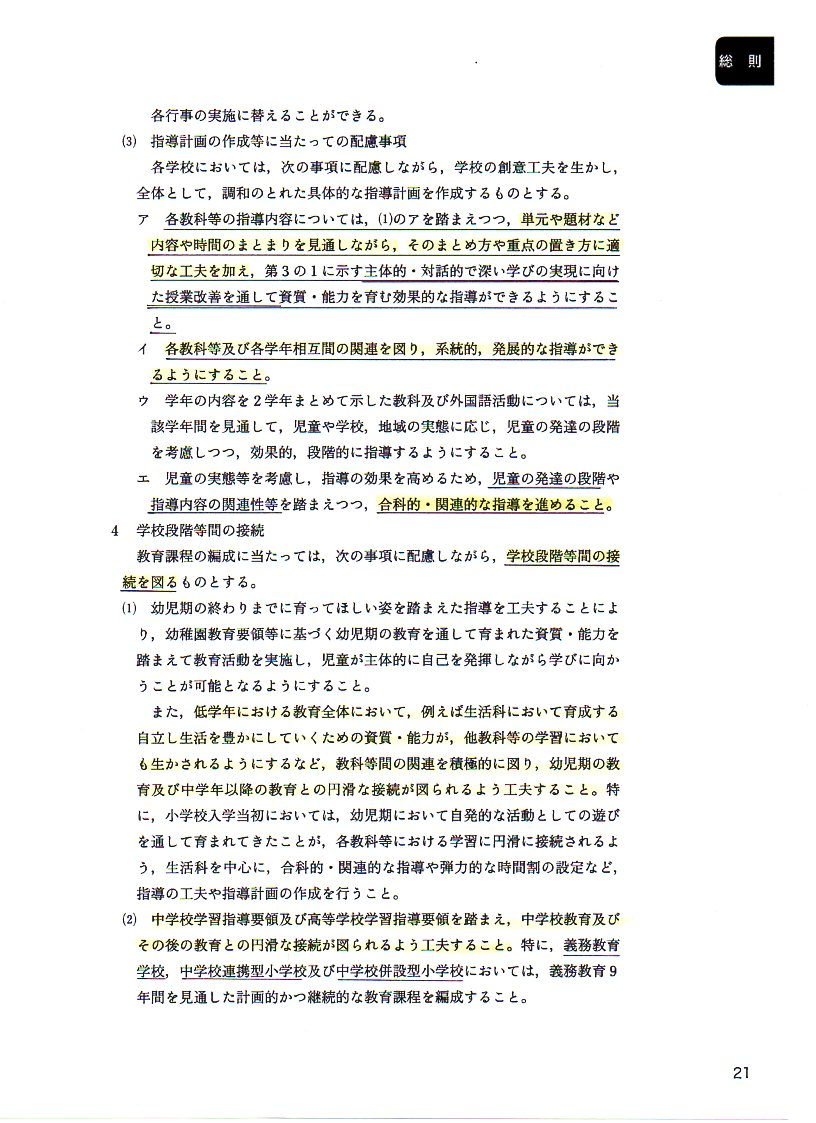 総則
各行事の実施に替えることができる。
(3) 指導計画の作成等に当たっての配慮事項
各学校においては，次の事項に配慮しながら，学校の創意工夫を生かし，
全体として，調和のとれた具体的な指導計画を作成するものとする。
ア 各教科等の指導内容については，(1)のアを踏まえつつ，単元や題材など
内容や時間のまとまりを見通しながら，そのまとめ方や重点の置き方に適
切な工夫を加え，第３の１に示す主体的・対話的で深い学びの実現に向け
た授業改善を通して資質・能力を育む効果的な指導ができるようにするこ
と。
イ 各教科等及び各学年相互間の関連を図り，系統的，発展的な指導ができ
るようにすること。
ウ 学年の内容を２学年まとめて示した教科及び外国語活動については，当
該学年間を見通して，児童や学校，地域の実態に応じ，児童の発達の段階
を考慮しつつ，効果的，段階的に指導するようにすること。
エ 児童の実態等を考慮し，指導の効果を高めるため，児童の発達の段階や
指導内容の関連性等を踏まえつつ，合科的・関連的な指導を進めること。
４ 学校段階等間の接続
教育課程の編成に当たっては，次の事項に配慮しながら，学校段階等間の接
続を図るものとする。
(1) 幼児期の終わりまでに育ってほしい姿を踏まえた指導を工夫することによ
り，幼稚園教育要領等に基づく幼児期の教育を通して育まれた資質・能力を
踏まえて教育活動を実施し，児童が主体的に自己を発揮しながら学びに向か
うことが可能となるようにすること。
また，低学年における教育全体において，例えば生活科において育成する
自立し生活を豊かにしていくための資質・能力が，他教科等の学習において
も生かされるようにするなど，教科等間の関連を積極的に図り，幼児期の教
育及び中学年以降の教育との円滑な接続が図られるよう工夫すること。特
に，小学校入学当初においては，幼児期において自発的な活動としての遊び
を通して育まれてきたことが，各教科等における学習に円滑に接続されるよ
う，生活科を中心に，合科的・関連的な指導や弾力的な時間割の設定など，
指導の工夫や指導計画の作成を行うこと。
(2) 中学校学習指導要領及び高等学校学習指導要領を踏まえ，中学校教育及び
その後の教育との円滑な接続が図られるよう工夫すること。特に，義務教育
学校，中学校連携型小学校及び中学校併設型小学校においては，義務教育９
年間を見通した計画的かつ継続的な教育課程を編成すること。
21